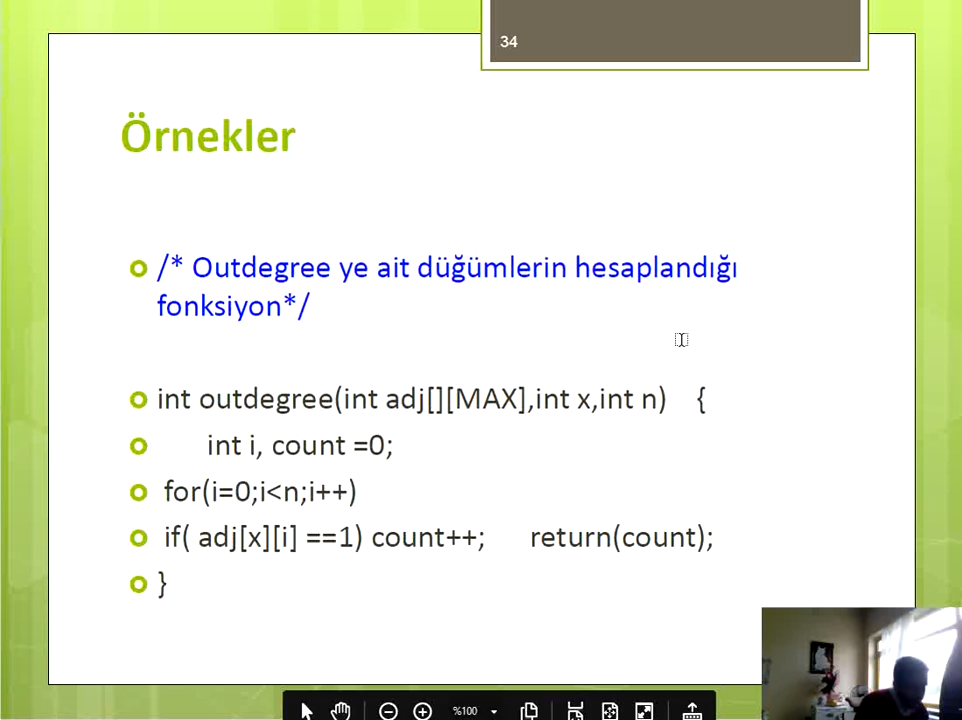 34
Örnekler
/* Outdegree ye ait düğümlerin hesaplandığı
fonksiyon*/
int outdegree(int adj[][MAX],int x,int n) {
int i, count =0;
for(i=0;i<n;i++)
if( adj[x][i] ==1) count++; return(count);
}
%100